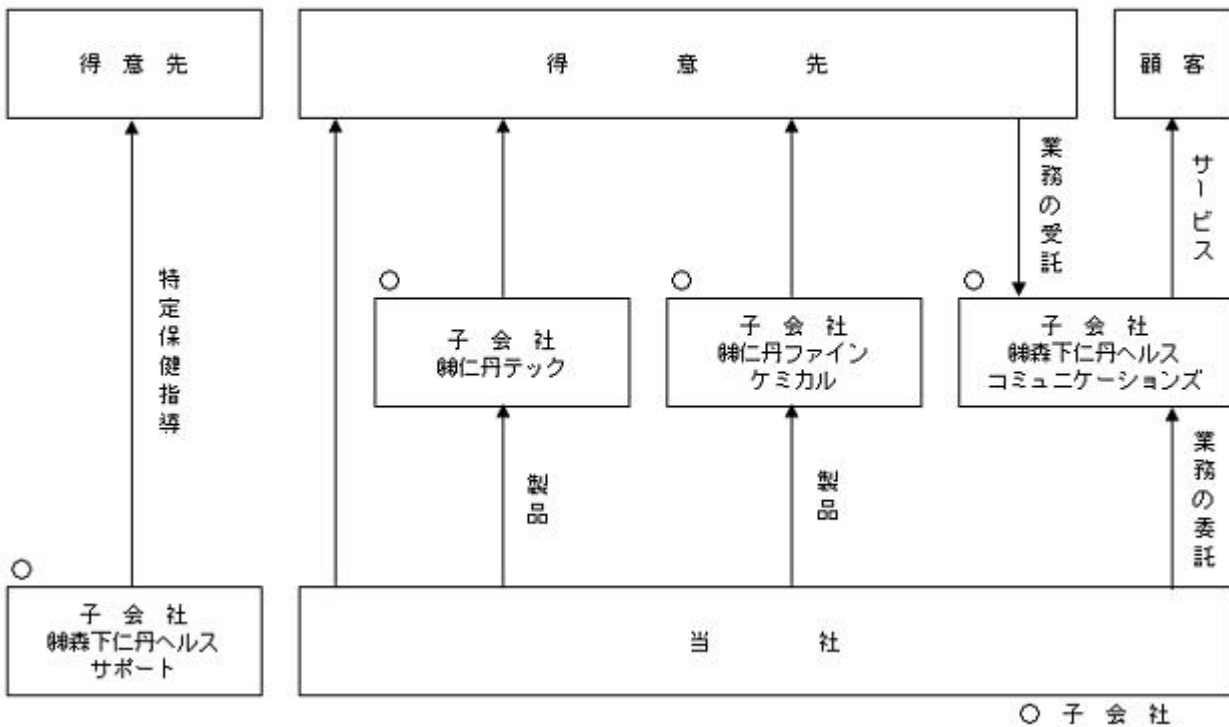 得意先
得意先
顧客
業務の受託
サービス
特定保健指導
○
○
○
子会社
㈱仁丹テック
子会社
㈱仁丹ファイン
ケミカル
子会社
㈱森下仁丹ヘルス
コミュニケーションズ
製品
製品
業務の委託
○
子会社
㈱森下仁丹ヘルス
サポート
当社
○ 子会社